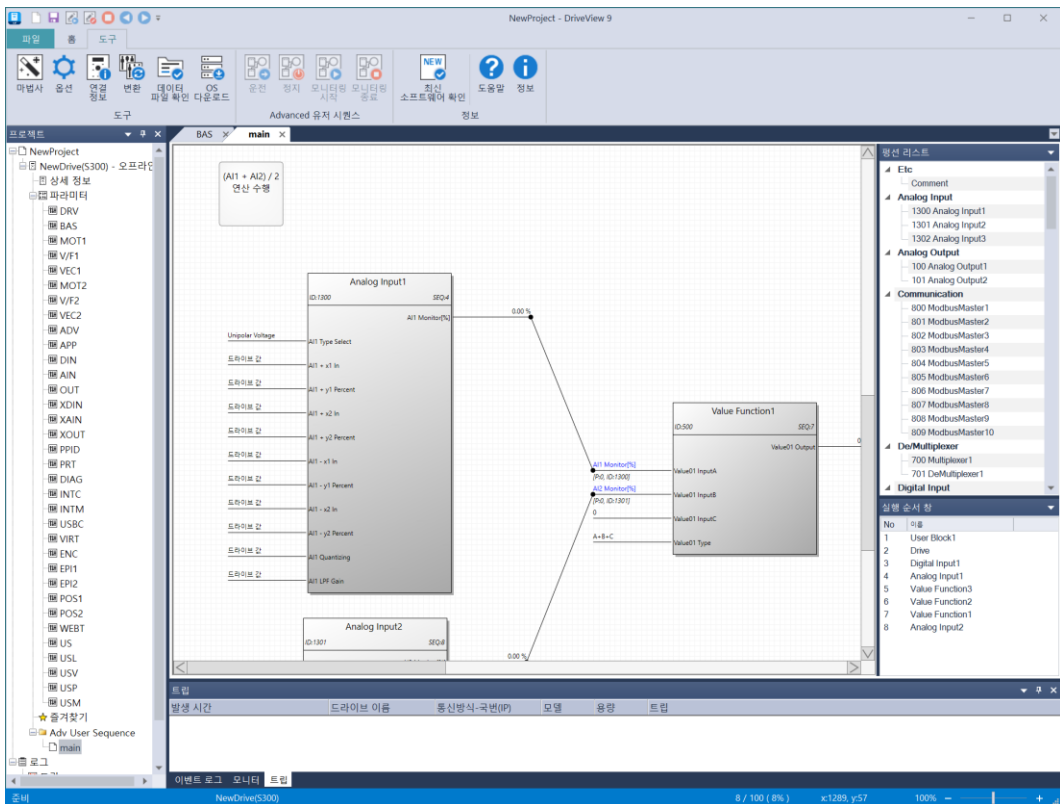 NewProject - DriveView 9
파일 홈 도구
마법사 옵션 연결 정보 변환 데이터 파일 확인 OS 다운로드 운전 정지 모니터링 시작 모니터링 종료 최신 소프트웨어 확인 도움말 정보
NEW
도구 Advanced 유저 시퀀스 정보
프로젝트
NewProject
NewDrive(S300) - 오프라인
상세 정보
파라미터
DRV
BAS
MOT1
V/F1
VEC1
MOT2
V/F2
VEC2
ADV
APP
DIN
AIN
OUT
XDIN
XAIN
XOUT
PPID
PRT
DIAG
INTC
INTM
USBC
VIRT
ENC
EPI1
EPI2
POS1
POS2
WEBT
US
USL
USV
USP
USM
즐겨찾기
Adv User Sequence
main
로그
BAS main
(AI1 + AI2) / 2
연산 수행
Analog Input1
ID:1300 SEQ:4
AI1 Monitor[%] 0.00 %
Unipolar Voltage AI1 Type Select
드라이브 값 AI1 + x1 In
드라이브 값 AI1 + y1 Percent
드라이브 값 AI1 + x2 In
드라이브 값 AI1 + y2 Percent
드라이브 값 AI1 - x1 In
드라이브 값 AI1 - y1 Percent
드라이브 값 AI1 - x2 In
드라이브 값 AI1 - y2 Percent
드라이브 값 AI1 Quantizing
드라이브 값 AI1 LPF Gain
Analog Input2
ID:1301 SEQ:8
0.00 %
Value Function1
ID:500 SEQ:7
Value01 Output 0
AI1 Monitor[%] Value01 InputA
[P:0, ID:1300]
AI2 Monitor[%] Value01 InputB
[P:0, ID:1301]
0 Value01 InputC
A+B+C Value01 Type
펑션 리스트
Etc
Comment
Analog Input
1300 Analog Input1
1301 Analog Input2
1302 Analog Input3
Analog Output
100 Analog Output1
101 Analog Output2
Communication
800 ModbusMaster1
801 ModbusMaster2
802 ModbusMaster3
803 ModbusMaster4
804 ModbusMaster5
805 ModbusMaster6
806 ModbusMaster7
807 ModbusMaster8
808 ModbusMaster9
809 ModbusMaster10
De/Multiplexer
700 Multiplexer1
701 DeMultiplexer1
Digital Input
실행 순서 창
No 이름
1 User Block1
2 Drive
3 Digital Input1
4 Analog Input1
5 Value Function3
6 Value Function2
7 Value Function1
8 Analog Input2
트립
발생 시간 드라이브 이름 통신방식-국번(IP) 모델 용량 트립
이벤트 로그 모니터 트립
준비 NewDrive(S300) 8 / 100 ( 8% ) x:1289, y:57 100%